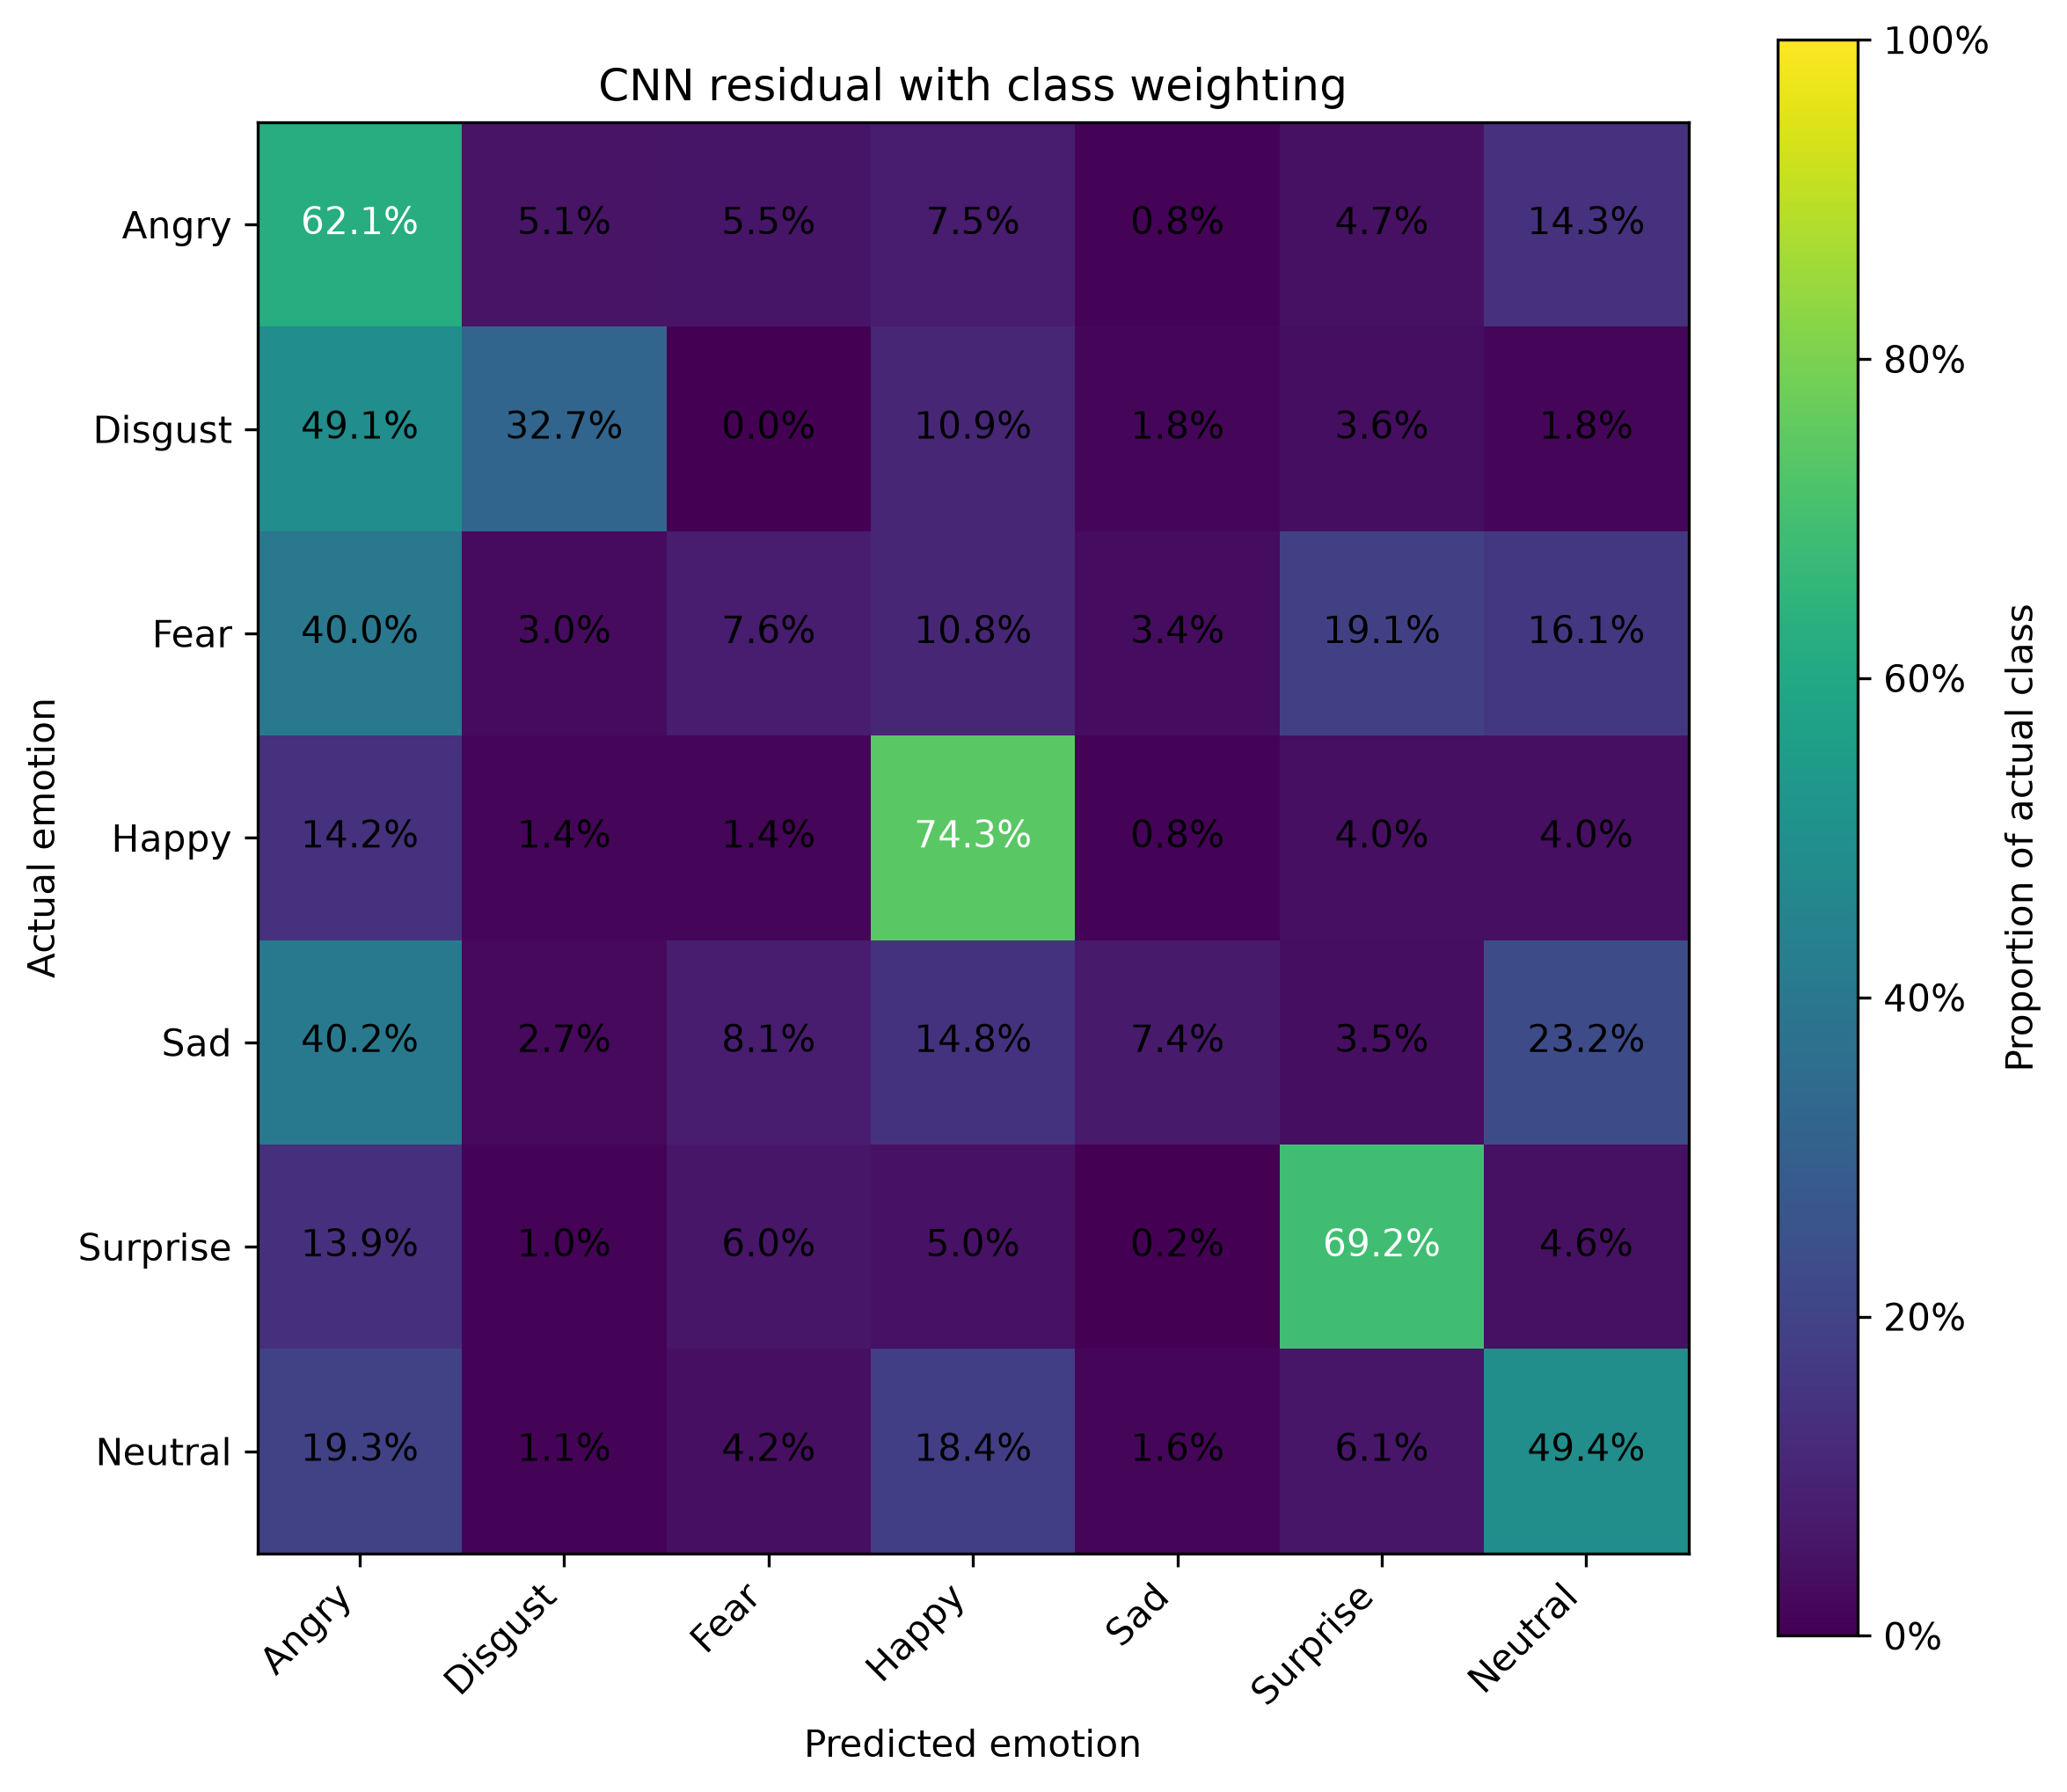 CNN residual with class weighting
Actual emotion
Angry 62.1% 5.1% 5.5% 7.5% 0.8% 4.7% 14.3%
Disgust 49.1% 32.7% 0.0% 10.9% 1.8% 3.6% 1.8%
Fear 40.0% 3.0% 7.6% 10.8% 3.4% 19.1% 16.1%
Happy 14.2% 1.4% 1.4% 74.3% 0.8% 4.0% 4.0%
Sad 40.2% 2.7% 8.1% 14.8% 7.4% 3.5% 23.2%
Surprise 13.9% 1.0% 6.0% 5.0% 0.2% 69.2% 4.6%
Neutral 19.3% 1.1% 4.2% 18.4% 1.6% 6.1% 49.4%
Angry Disgust Fear Happy Sad Surprise Neutral
Predicted emotion
100%
80%
60%
40%
20%
0%
Proportion of actual class